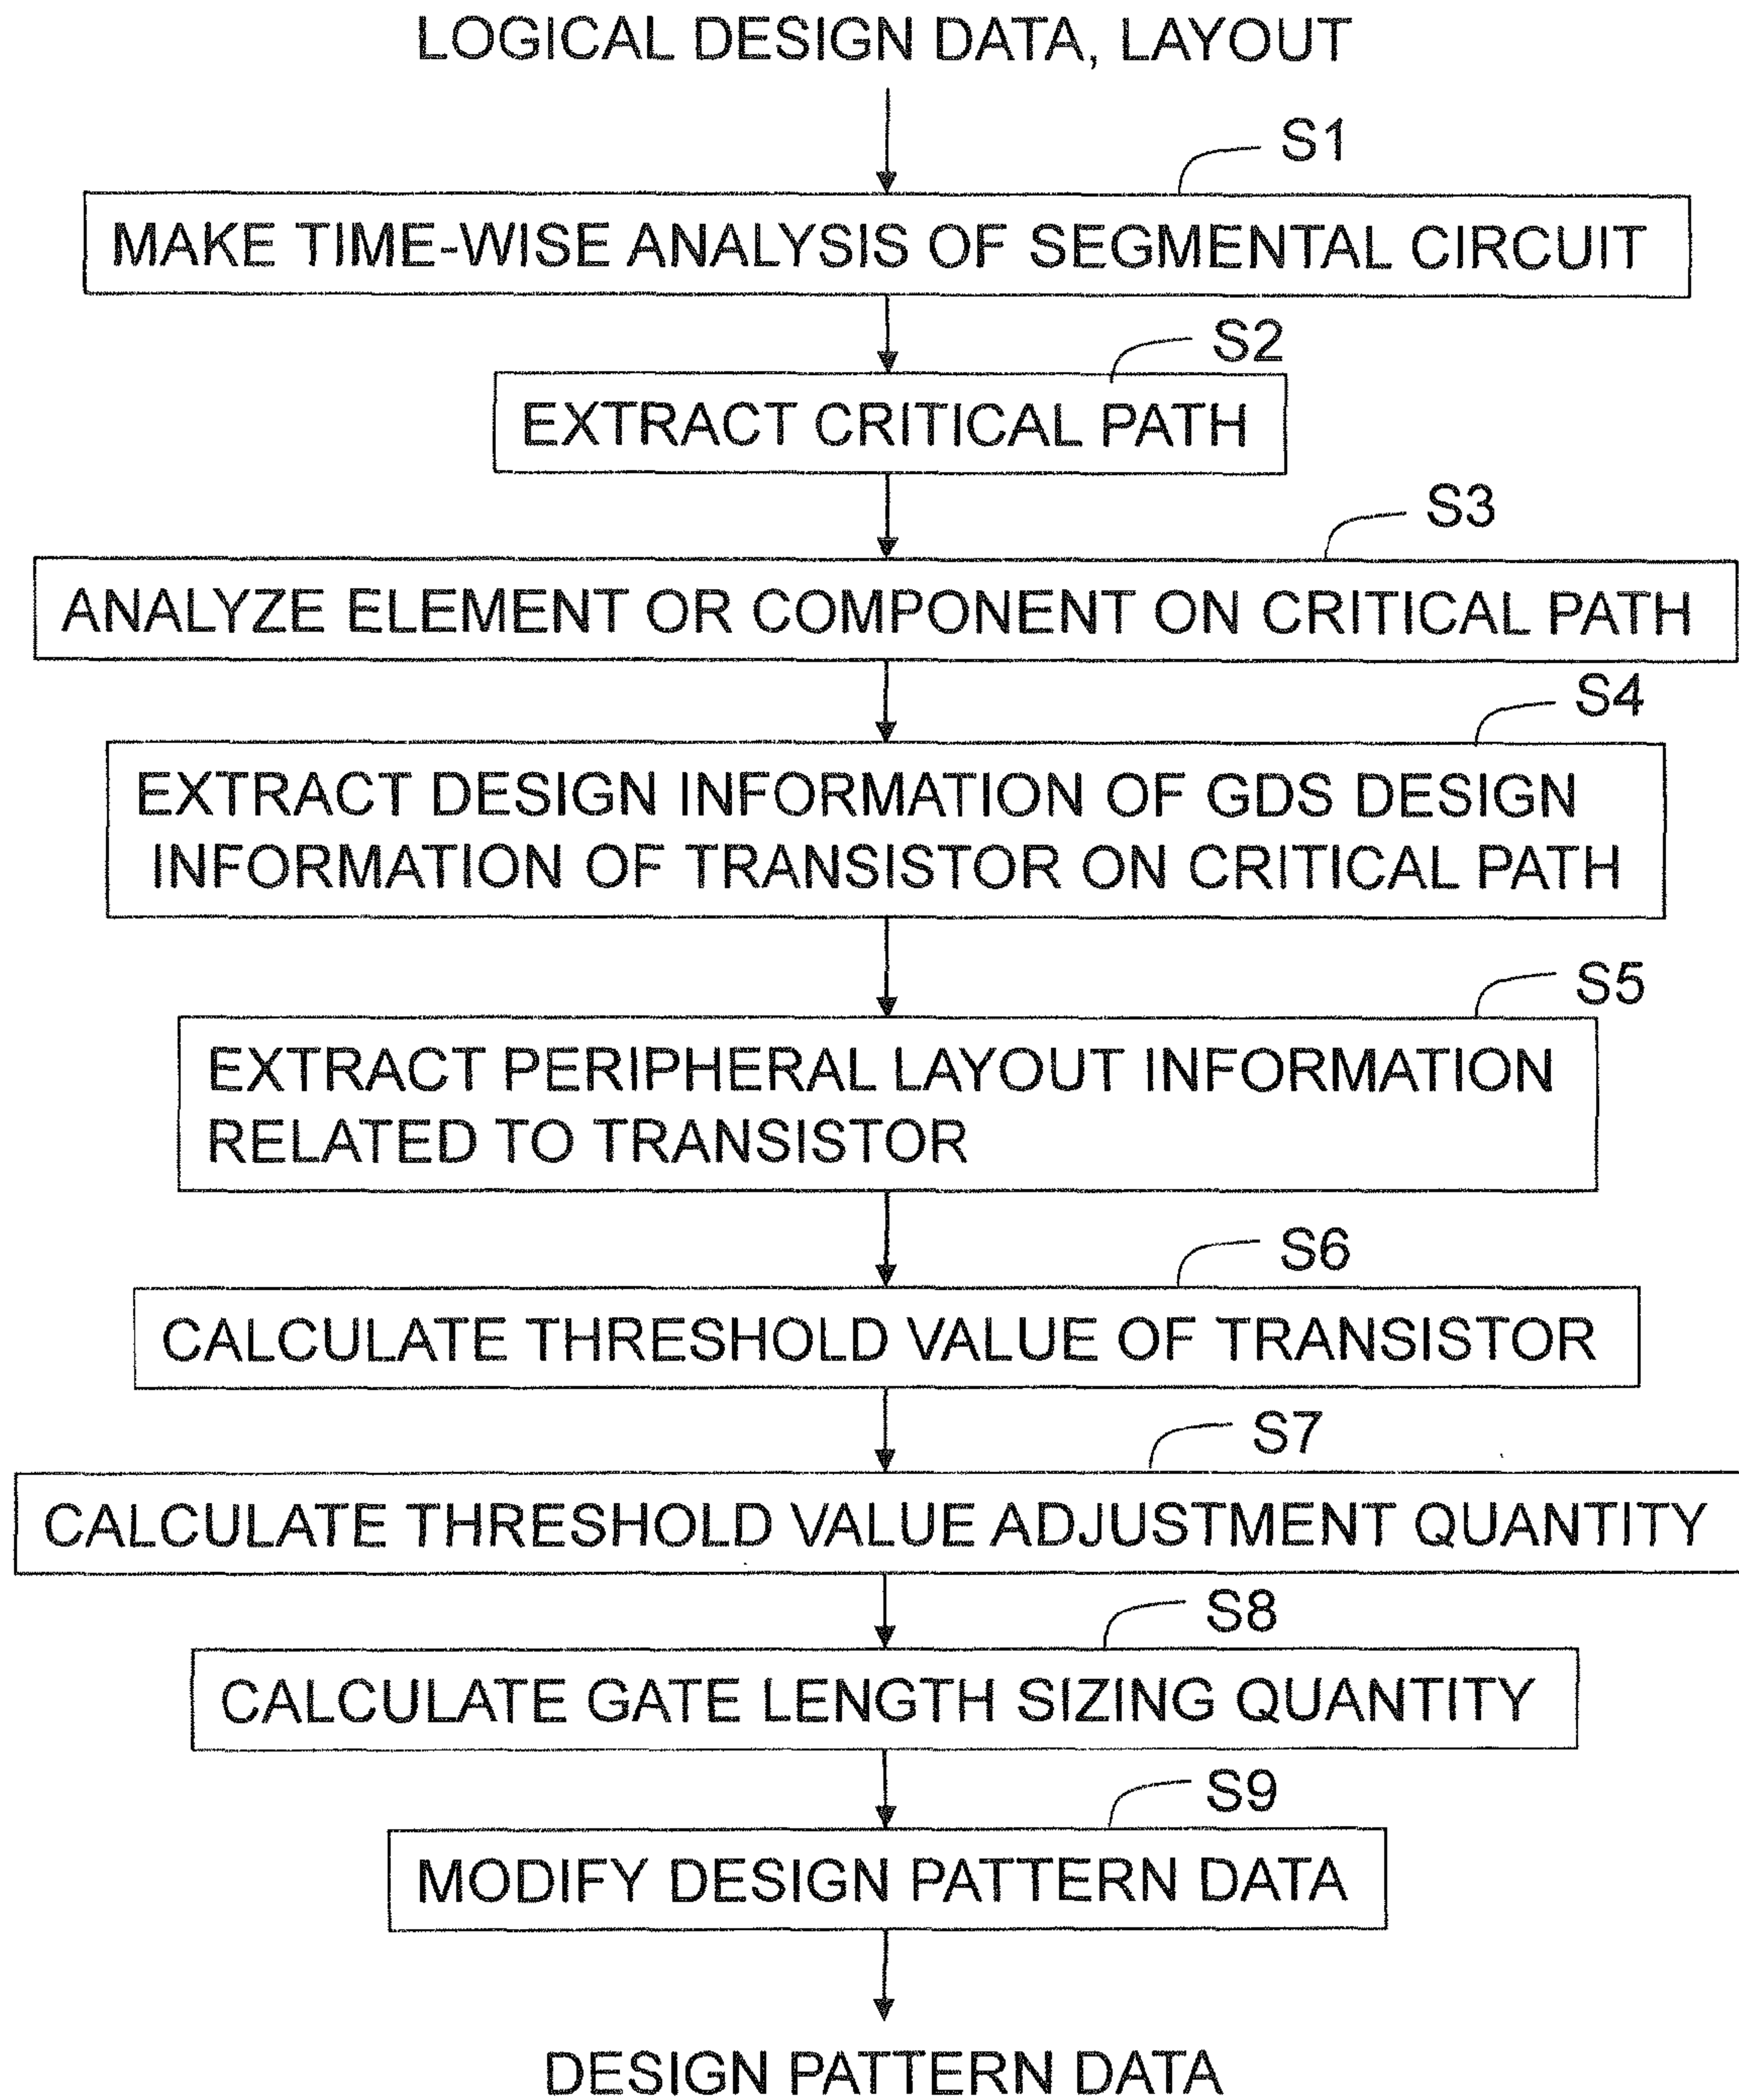 LOGICAL DESIGN DATA, LAYOUT
S1
MAKE TIME-WISE ANALYSIS OF SEGMENTAL CIRCUIT
S2
EXTRACT CRITICAL PATH
S3
ANALYZE ELEMENT OR COMPONENT ON CRITICAL PATH
S4
EXTRACT DESIGN INFORMATION OF GDS DESIGN
INFORMATION OF TRANSISTOR ON CRITICAL PATH
S5
EXTRACT PERIPHERAL LAYOUT INFORMATION
RELATED TO TRANSISTOR
S6
CALCULATE THRESHOLD VALUE OF TRANSISTOR
S7
CALCULATE THRESHOLD VALUE ADJUSTMENT QUANTITY
S8
CALCULATE GATE LENGTH SIZING QUANTITY
S9
MODIFY DESIGN PATTERN DATA
DESIGN PATTERN DATA